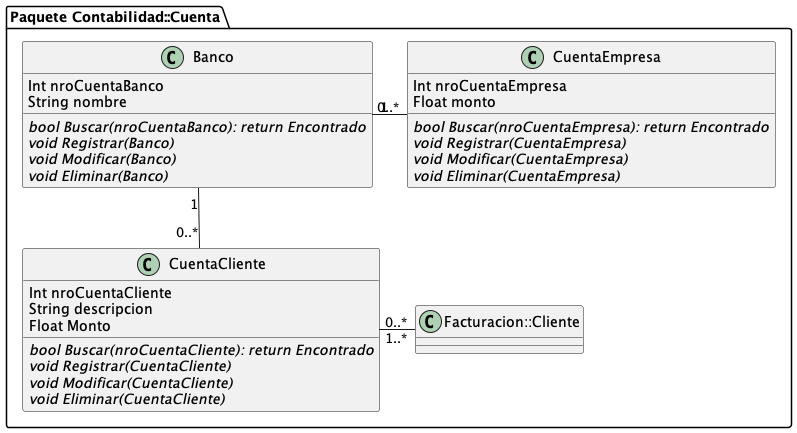 Paquete Contabilidad::Cuenta
C Banco
Int nroCuentaBanco
String nombre
bool Buscar(nroCuentaBanco): return Encontrado
void Registrar(Banco)
void Modificar(Banco)
void Eliminar(Banco)
1
0..*
C CuentaEmpresa
Int nroCuentaEmpresa
Float monto
bool Buscar(nroCuentaEmpresa): return Encontrado
void Registrar(CuentaEmpresa)
void Modificar(CuentaEmpresa)
void Eliminar(CuentaEmpresa)
1
0..*
C CuentaCliente
Int nroCuentaCliente
String descripcion
Float Monto
bool Buscar(nroCuentaCliente): return Encontrado
void Registrar(CuentaCliente)
void Modificar(CuentaCliente)
void Eliminar(CuentaCliente)
0..*
1..*
C Facturacion::Cliente